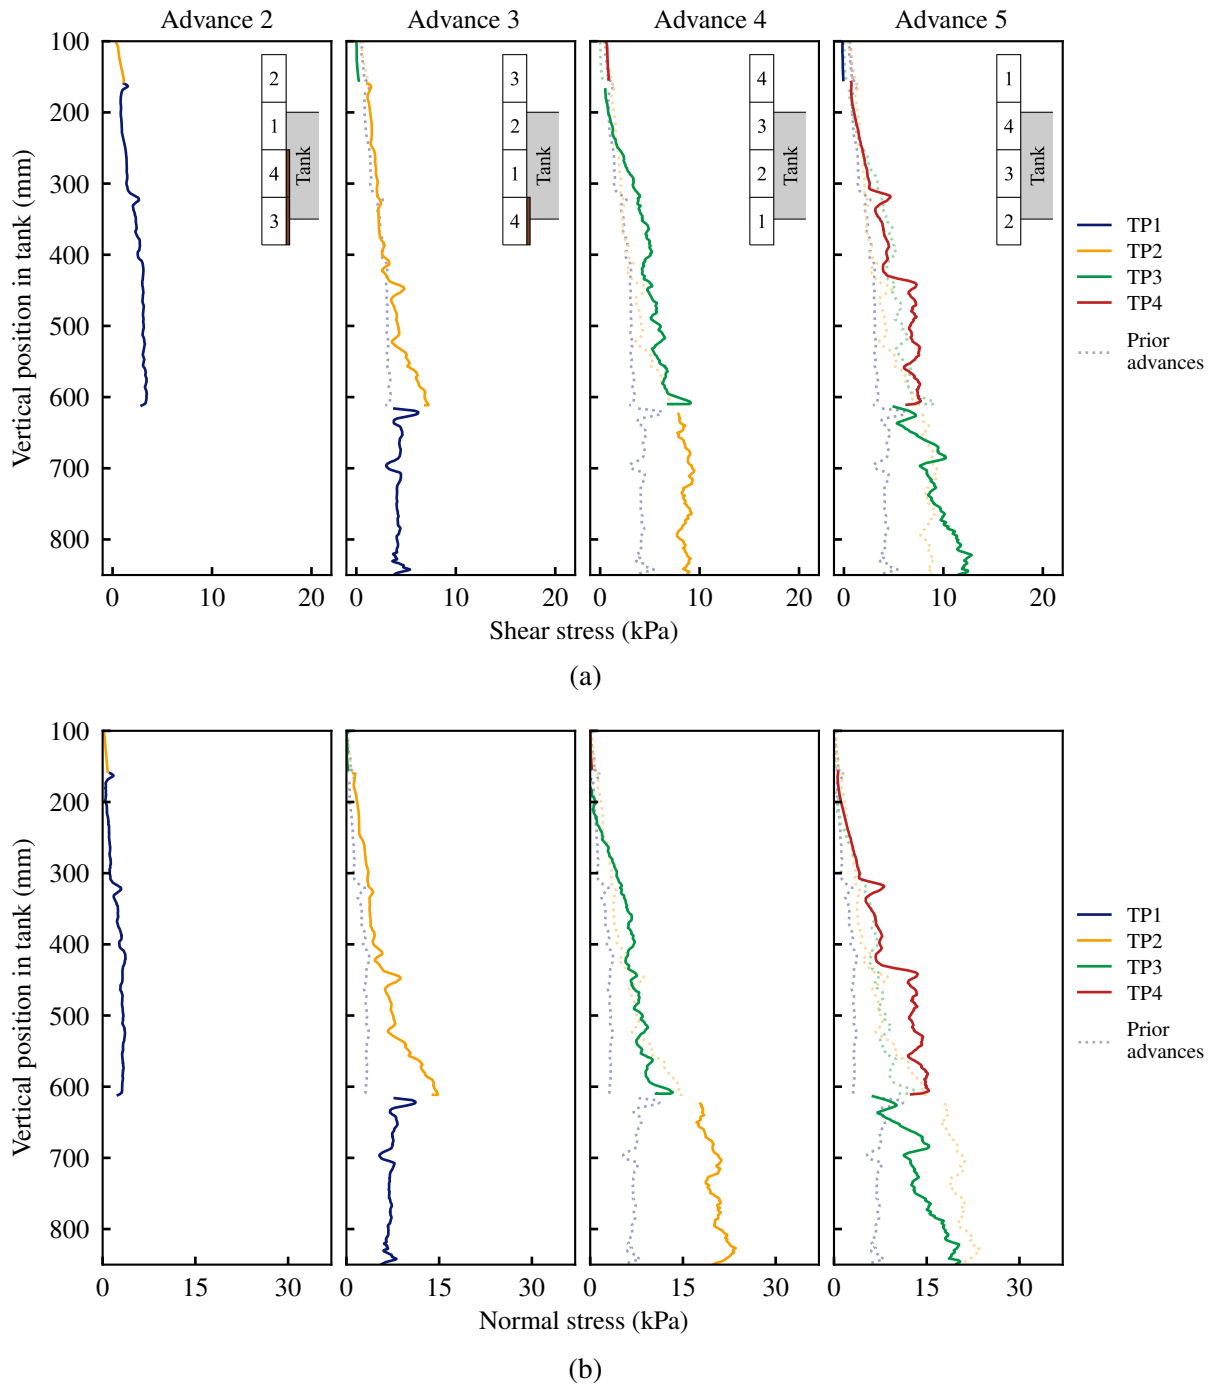 Advance 2 Advance 3 Advance 4 Advance 5
Vertical position in tank (mm)
100
200
300
400
500
600
700
800
2
1
4
3
Tank
3
2
1
4
Tank
4
3
2
1
Tank
1
4
3
2
Tank
TP1
TP2
TP3
TP4
Prior
advances
0 10 20 0 10 20 0 10 20 0 10 20
Shear stress (kPa)
(a)
Vertical position in tank (mm)
100
200
300
400
500
600
700
800
TP1
TP2
TP3
TP4
Prior
advances
0 15 30 0 15 30 0 15 30 0 15 30
Normal stress (kPa)
(b)